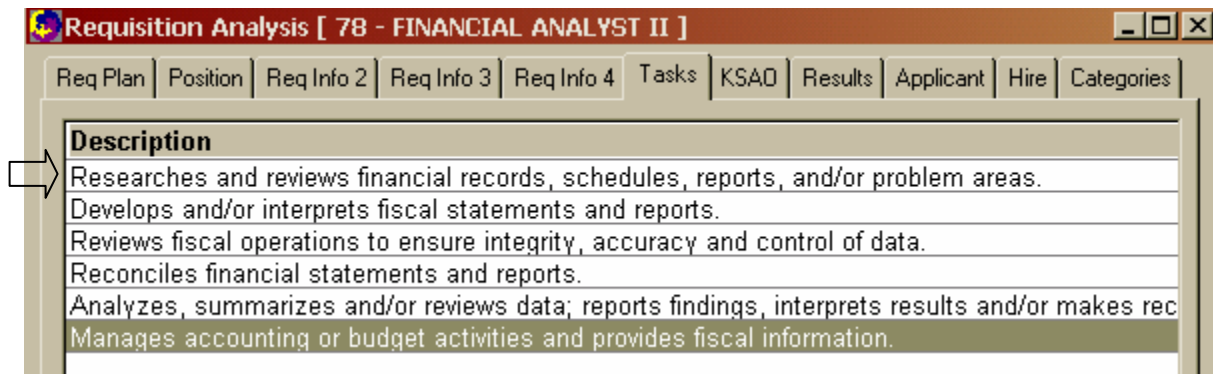 Requisition Analysis [ 78 - FINANCIAL ANALYST II ]
Req Plan Position Req Info 2 Req Info 3 Req Info 4 Tasks KSAO Results Applicant Hire Categories
Description
Researches and reviews financial records, schedules, reports, and/or problem areas.
Develops and/or interprets fiscal statements and reports.
Reviews fiscal operations to ensure integrity, accuracy and control of data.
Reconciles financial statements and reports.
Analyzes, summarizes and/or reviews data; reports findings, interprets results and/or makes rec
Manages accounting or budget activities and provides fiscal information.